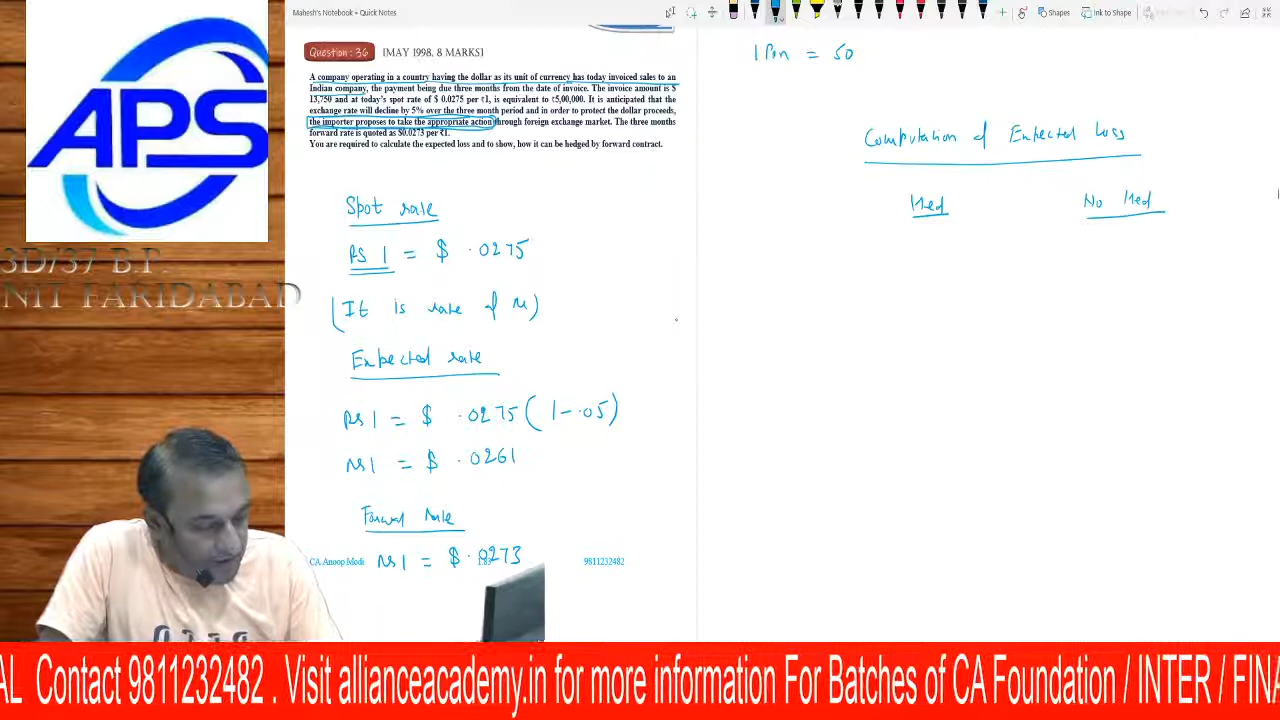 Mahesh's Notebook • Quick Notes
Shapes
Ink to Shape
APS
3D/37 B.P.
NIT FARIDABAD
Question : 36 [MAY 1998, 8 MARKS]
A company operating in a country having the dollar as its unit of currency has today invoiced sales to an
Indian company, the payment being due three months from the date of invoice. The invoice amount is $
13,750 and at today's spot rate of $ 0.0275 per ₹1, is equivalent to ₹5,00,000. It is anticipated that the
exchange rate will decline by 5% over the three month period and in order to protect the dollar proceeds,
the importer proposes to take the appropriate action through foreign exchange market. The three months
forward rate is quoted as $0.0273 per ₹1.
You are required to calculate the expected loss and to show, how it can be hedged by forward contract.
Spot rate
RS 1 = $ .0275
(It is rate of
Expected rate
RS 1 = $ .0275 (1-.05)
RS 1 = $ .0261
Forward rate
RS 1 = $ .0273
CA Anoop Modi
9811232482
= 50
Computation of Expected Loss
Hed
No Hed
AL Contact 9811232482 . Visit allianceacademy.in for more information For Batches of CA Foundation / INTER / FINA